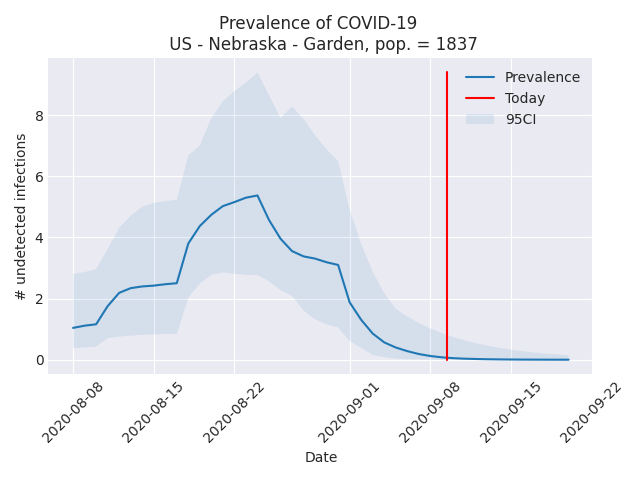 Prevalence of COVID-19
US - Nebraska - Garden, pop. = 1837
Prevalence
Today
95CI
# undetected infections
8
6
4
2
0
2020-08-08
2020-08-15
2020-08-22
2020-09-01
2020-09-08
2020-09-15
2020-09-22
Date